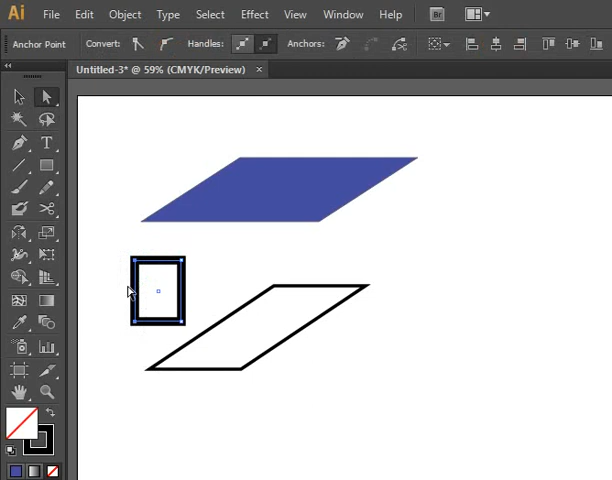 Ai File Edit Object Type Select Effect View Window Help Br
Anchor Point Convert: Handles: Anchors:
Untitled-3* @ 59% (CMYK/Preview) ×
T